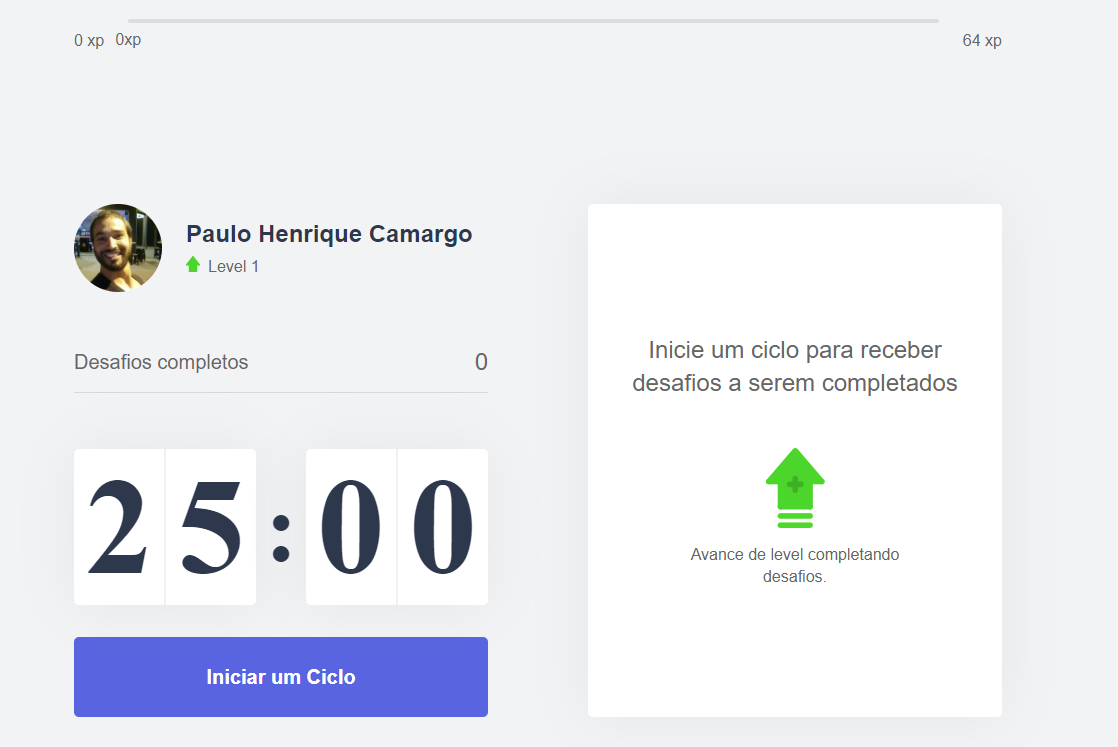 0 xp 0xp 64 xp
Paulo Henrique Camargo
Level 1
Desafios completos 0
25:00
Iniciar um Ciclo
Inicie um ciclo para receber
desafios a serem completados
Avance de level completando
desafios.